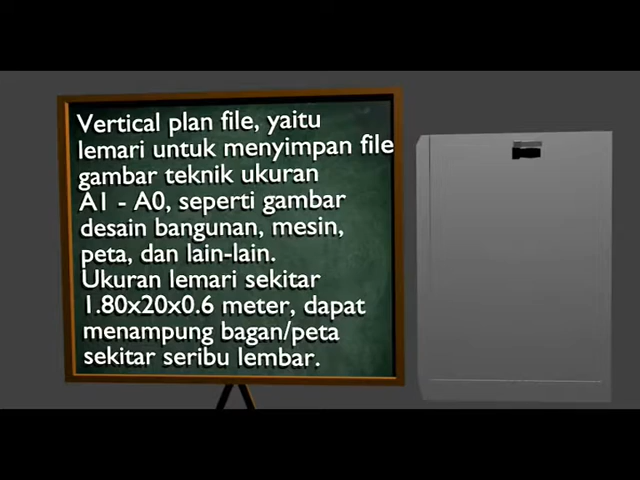 Vertical plan file, yaitu
lemari untuk menyimpan file
gambar teknik ukuran
A1 - A0, seperti gambar
desain bangunan, mesin,
peta, dan lain-lain.
Ukuran lemari sekitar
1.80x20x0.6 meter, dapat
menampung bagan/peta
sekitar seribu lembar.